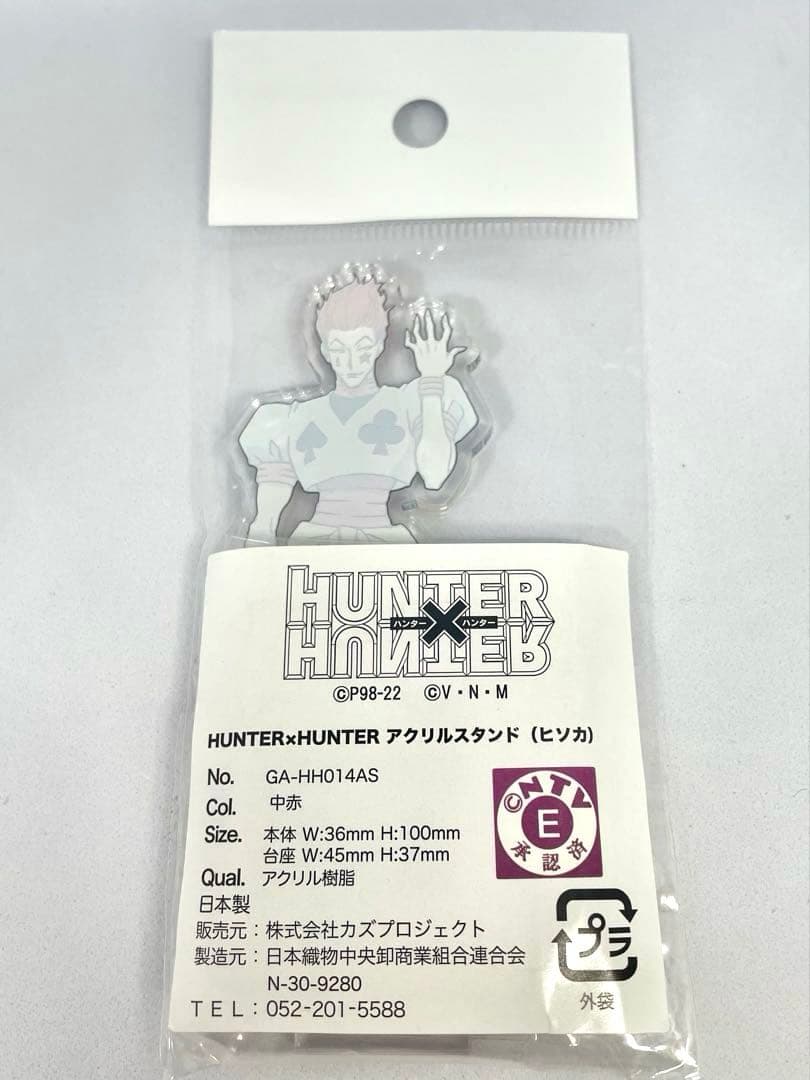 HUNTER
ハンター×ハンター
HUNTER
©P98-22 ©V・N・M
HUNTER×HUNTER アクリルスタンド（ヒソカ）
No. GA-HH014AS
Col. 中赤
Size. 本体 W:36mm H:100mm
台座 W:45mm H:37mm
Qual. アクリル樹脂
日本製
販売元：株式会社カズプロジェクト
製造元：日本織物中央卸商業組合連合会
N-30-9280
ＴＥＬ：052-201-5588
©NTV
E
承認済
プラ
外袋